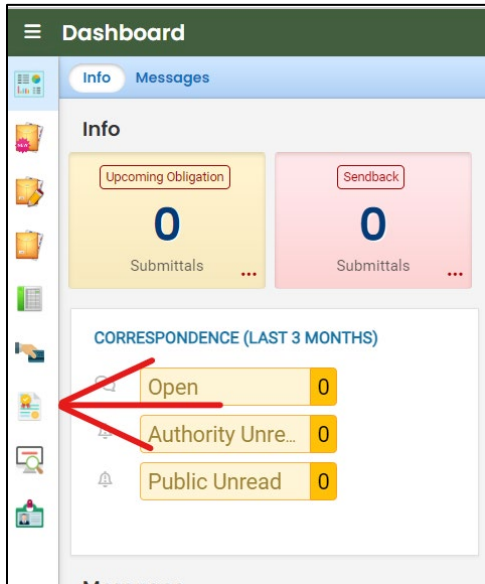 Dashboard
Info Messages
Info
Upcoming Obligation
0
Submittals
...
Sendback
0
Submittals
...
CORRESPONDENCE (LAST 3 MONTHS)
Open 0
Authority Unre... 0
Public Unread 0